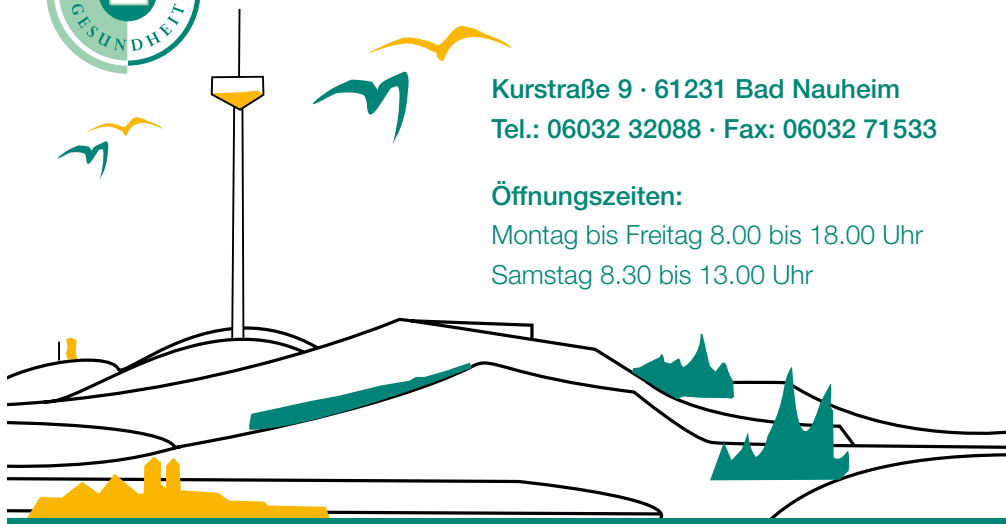 GESUNDHEIT
Kurstraße 9 · 61231 Bad Nauheim
Tel.: 06032 32088 · Fax: 06032 71533
Öffnungszeiten:
Montag bis Freitag 8.00 bis 18.00 Uhr
Samstag 8.30 bis 13.00 Uhr